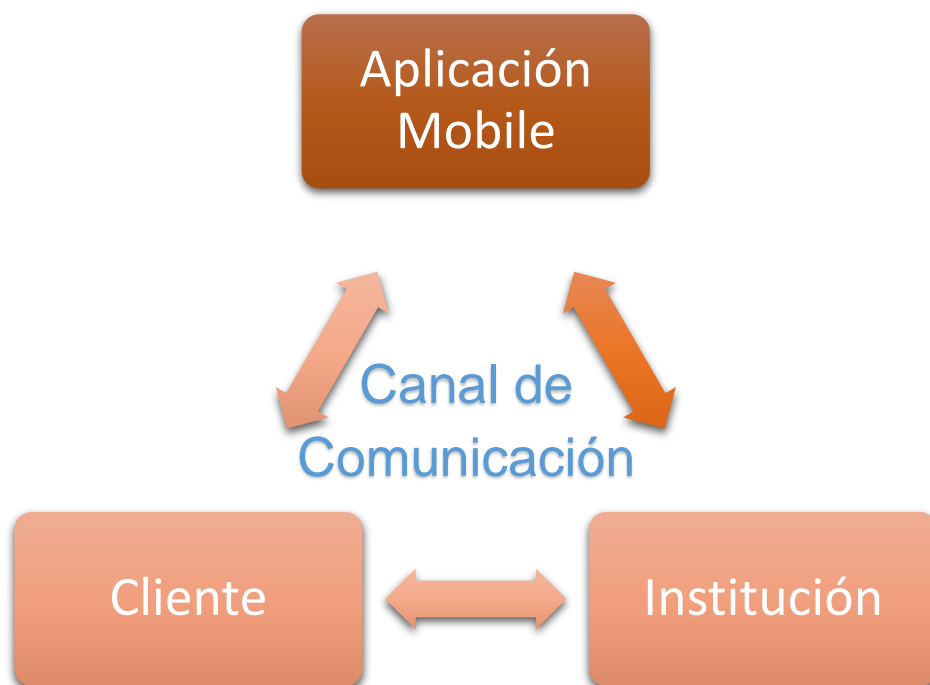 Aplicación
Mobile
Canal de
Comunicación
Cliente
Institución